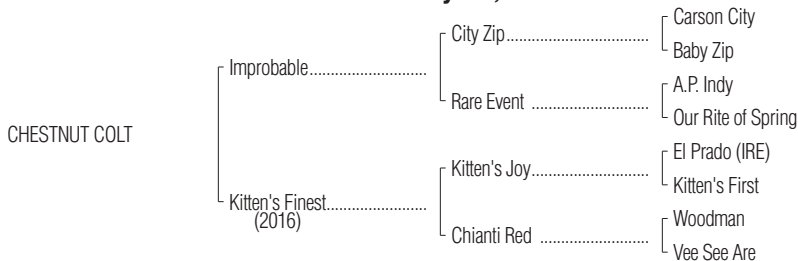 Carson City
City Zip
Baby Zip
Improbable
A.P. Indy
Rare Event
Our Rite of Spring
CHESTNUT COLT
El Prado (IRE)
Kitten's Joy
Kitten's First
Kitten's Finest
(2016)
Woodman
Chianti Red
Vee See Are